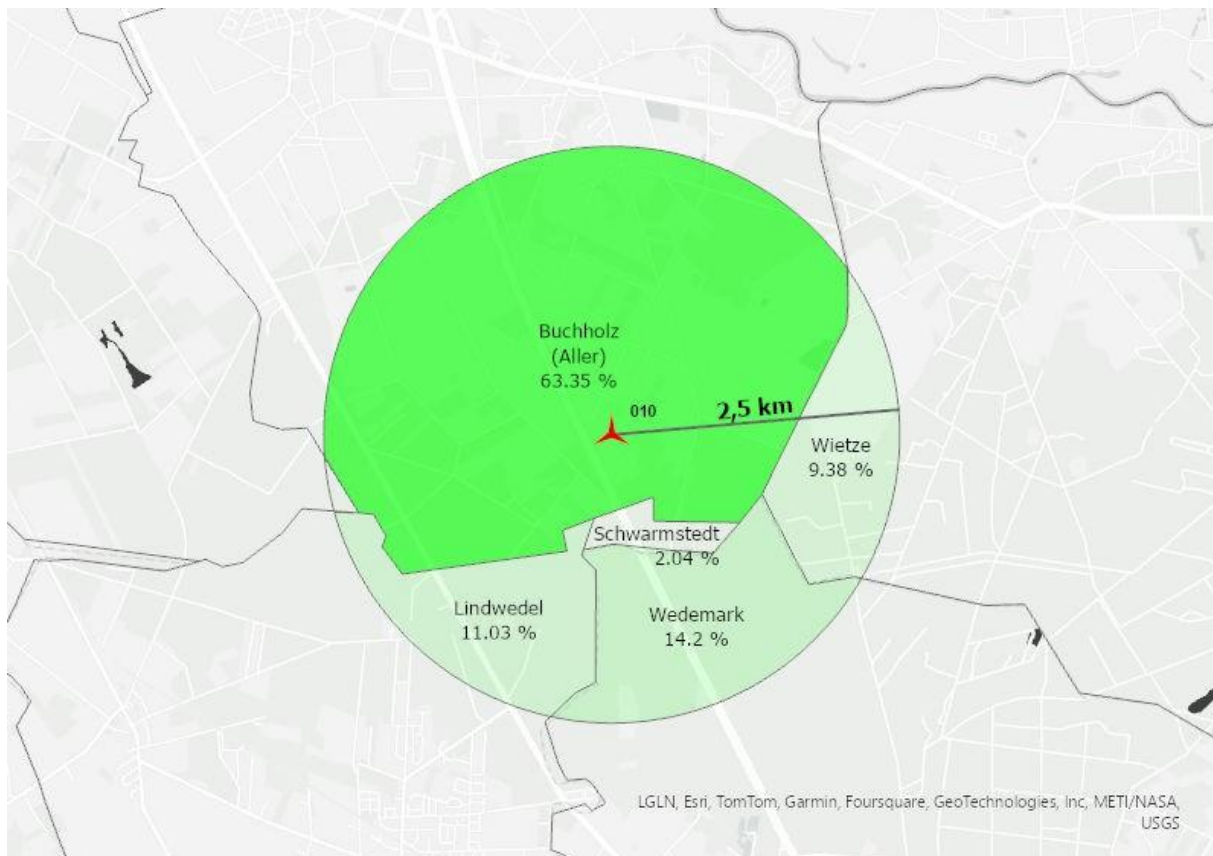 Buchholz
(Aller)
63.35 %
010
2,5 km
Wietze
9.38 %
Schwarmstedt
2.04 %
Lindwedel
11.03 %
Wedemark
14.2 %
LGLN, Esri, TomTom, Garmin, Foursquare, GeoTechnologies, Inc, METI/NASA,
USGS